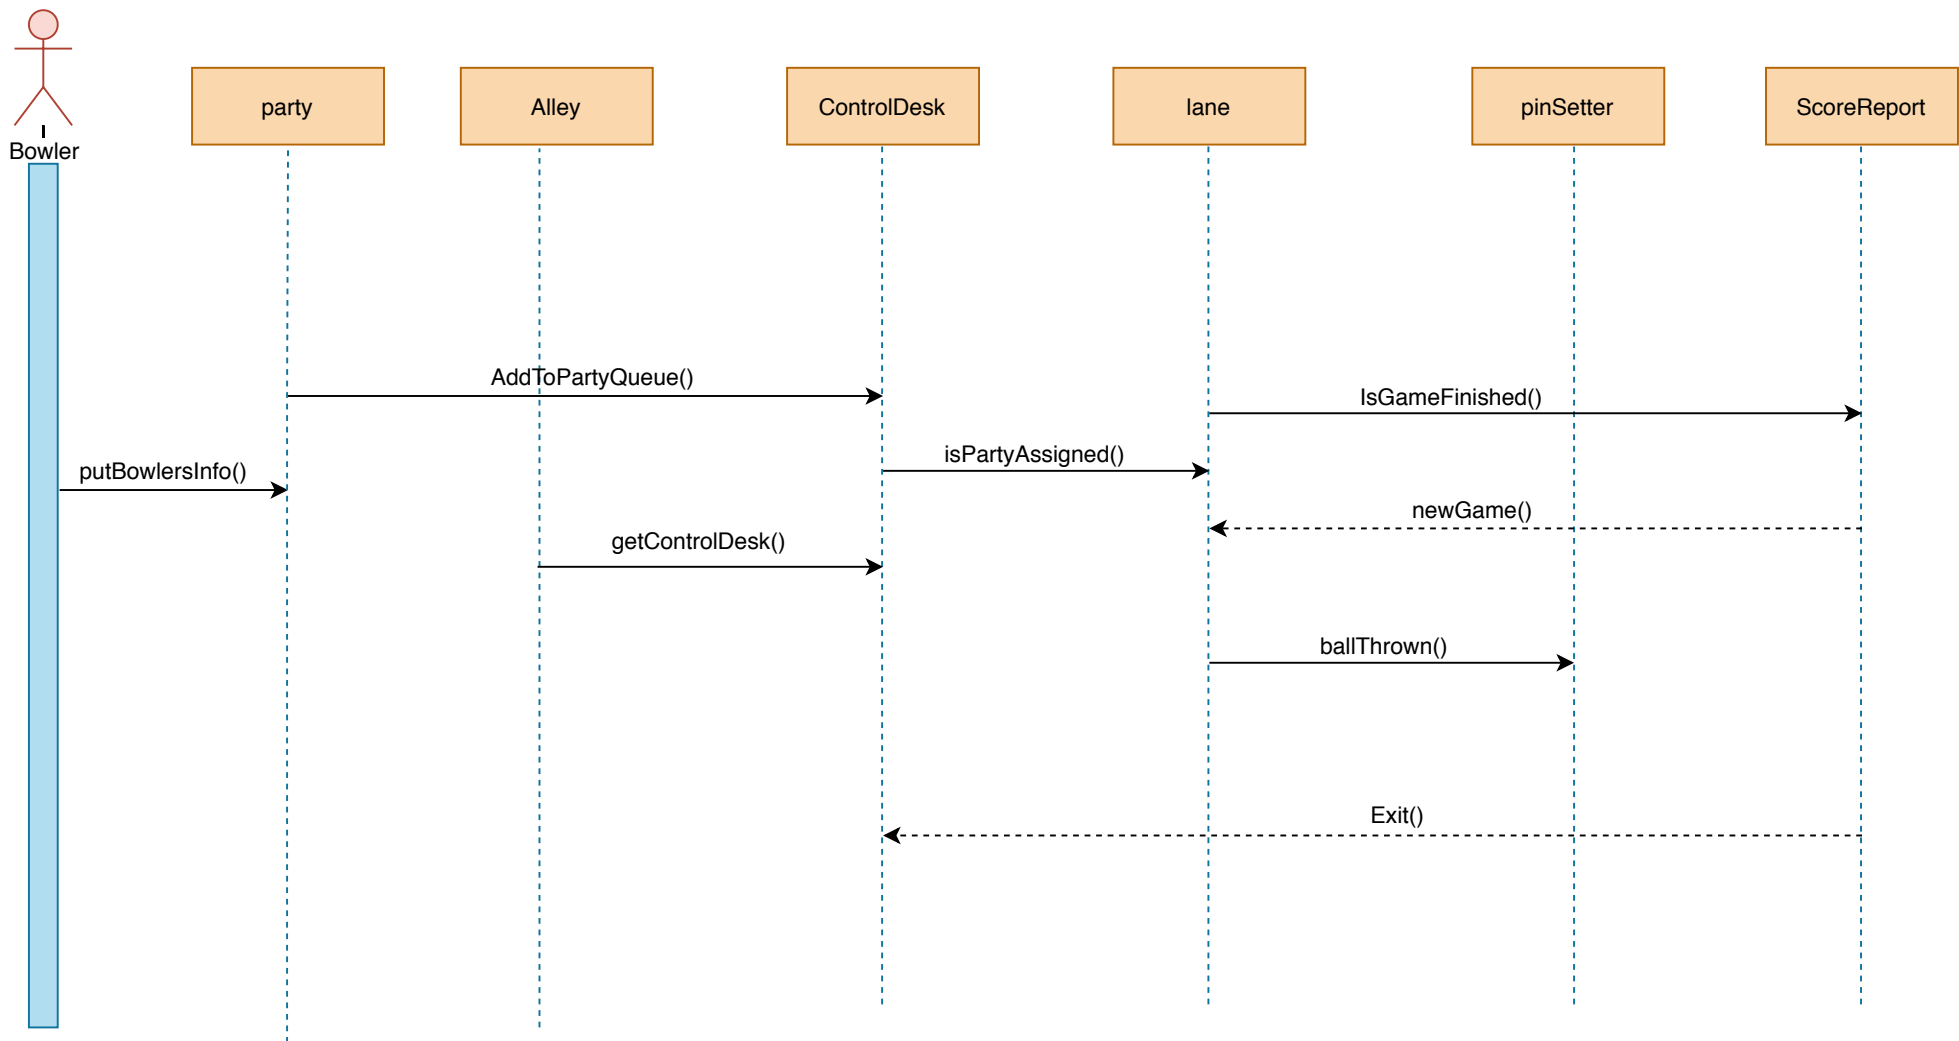 party
Alley
ControlDesk
lane
pinSetter
ScoreReport
Bowler
AddToPartyQueue()
IsGameFinished()
isPartyAssigned()
putBowlersInfo()
newGame()
getControlDesk()
ballThrown()
Exit()